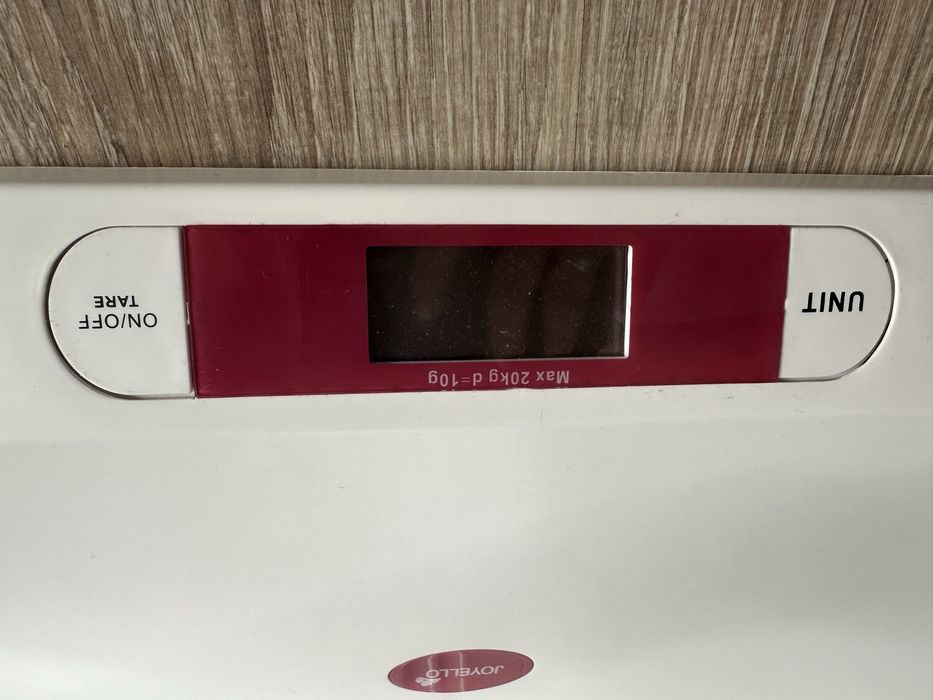 UNIT
Max 20kg d=10g
ON/OFF
TARE
JOYELLO